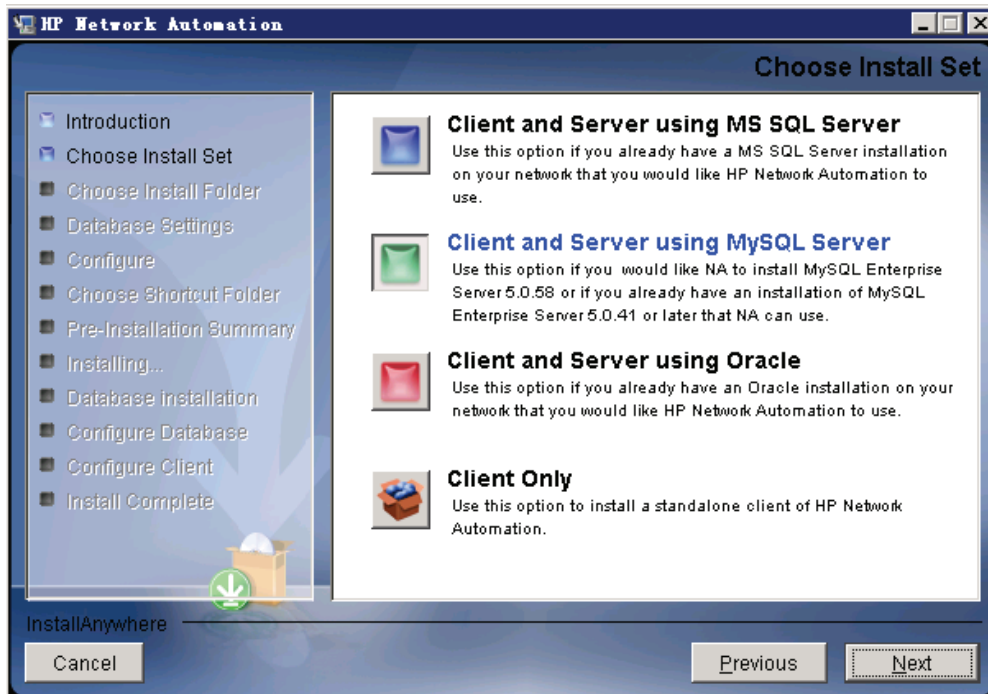 HP Network Automation
Choose Install Set
Introduction
Choose Install Set
Choose Install Folder
Database Settings
Configure
Choose Shortcut Folder
Pre-Installation Summary
Installing...
Database installation
Configure Database
Configure Client
Install Complete
Client and Server using MS SQL Server
Use this option if you already have a MS SQL Server installation
on your network that you would like HP Network Automation to
use.
Client and Server using MySQL Server
Use this option if you would like NA to install MySQL Enterprise
Server 5.0.58 or if you already have an installation of MySQL
Enterprise Server 5.0.41 or later that NA can use.
Client and Server using Oracle
Use this option if you already have an Oracle installation on your
network that you would like HP Network Automation to use.
Client Only
Use this option to install a standalone client of HP Network
Automation.
InstallAnywhere
Cancel
Previous
Next